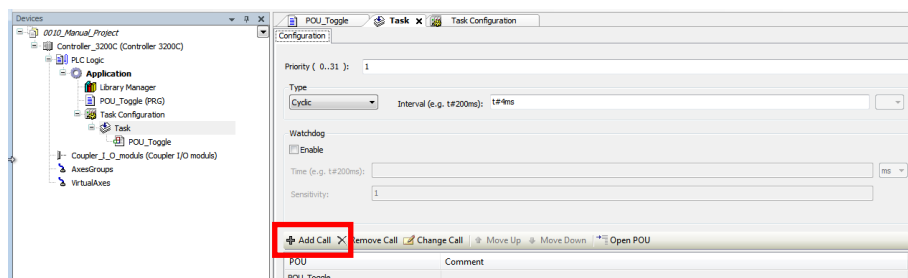 Devices
POU_Toggle Task Task Configuration
0010_Manual_Project
Configuration
Controller_3200C (Controller 3200C)
PLC Logic
Application
Library Manager
POU_Toggle (PRG)
Task Configuration
Task
POU_Toggle
Coupler_I_O_moduls (Coupler I/O moduls)
AxesGroups
VirtualAxes
Priority ( 0..31 ): 1
Type
Cyclic Interval (e.g. t#200ms): t#4ms
Watchdog
Enable
Time (e.g. t#200ms): ms
Sensitivity: 1
Add Call Remove Call Change Call Move Up Move Down Open POU
POU Comment
POU_Toggle